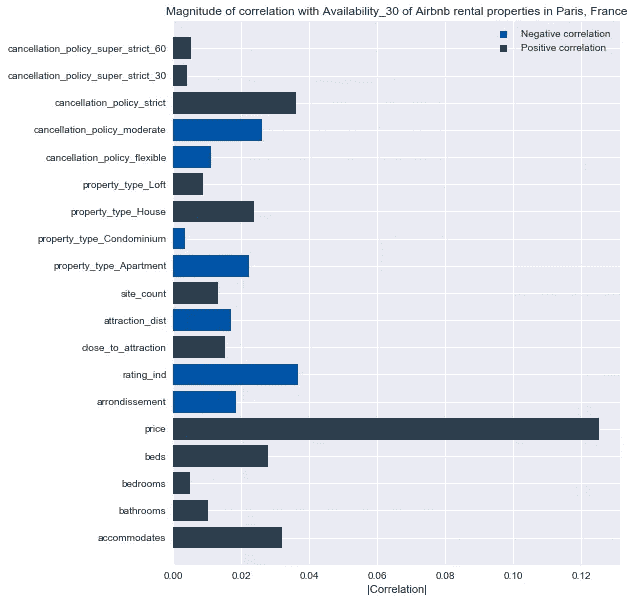 Magnitude of correlation with Availability_30 of Airbnb rental properties in Paris, France
Negative correlation
Positive correlation
cancellation_policy_super_strict_60
cancellation_policy_super_strict_30
cancellation_policy_strict
cancellation_policy_moderate
cancellation_policy_flexible
property_type_Loft
property_type_House
property_type_Condominium
property_type_Apartment
site_count
attraction_dist
close_to_attraction
rating_ind
arrondissement
price
beds
bedrooms
bathrooms
accommodates
0.00 0.02 0.04 0.06 0.08 0.10 0.12
|Correlation|